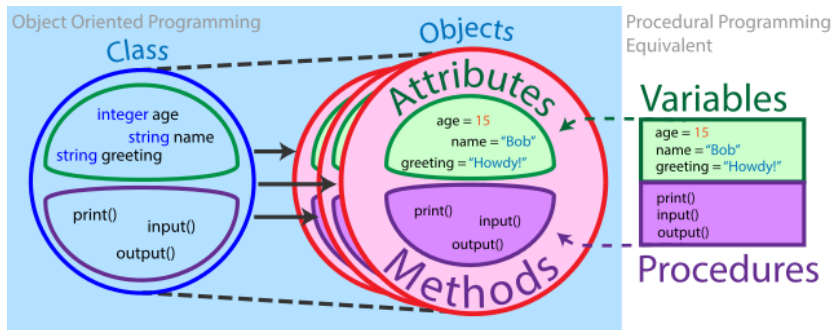 Object Oriented Programming
Class
integer age
string name
string greeting
print()
input()
output()
Objects
Attributes
age = 15
name = “Bob”
greeting = “Howdy!”
print()
input()
output()
Methods
Procedural Programming
Equivalent
Variables
age = 15
name = “Bob”
greeting = “Howdy!”
print()
input()
output()
Procedures